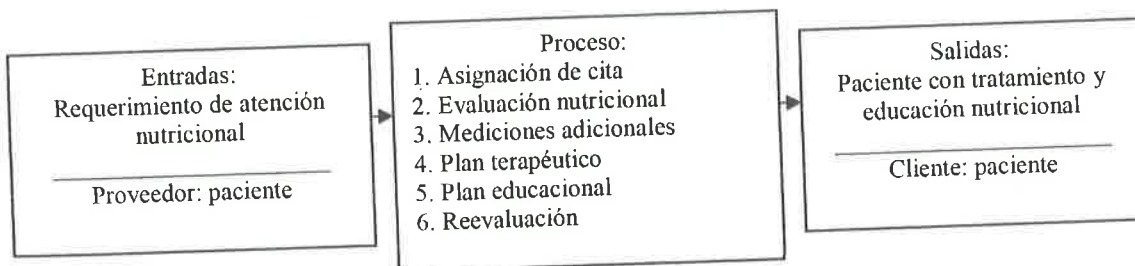 Entradas:
Requerimiento de atención
nutricional
Proveedor: paciente
Proceso:
1. Asignación de cita
2. Evaluación nutricional
3. Mediciones adicionales
4. Plan terapéutico
5. Plan educacional
6. Reevaluación
Salidas:
Paciente con tratamiento y
educación nutricional
Cliente: paciente